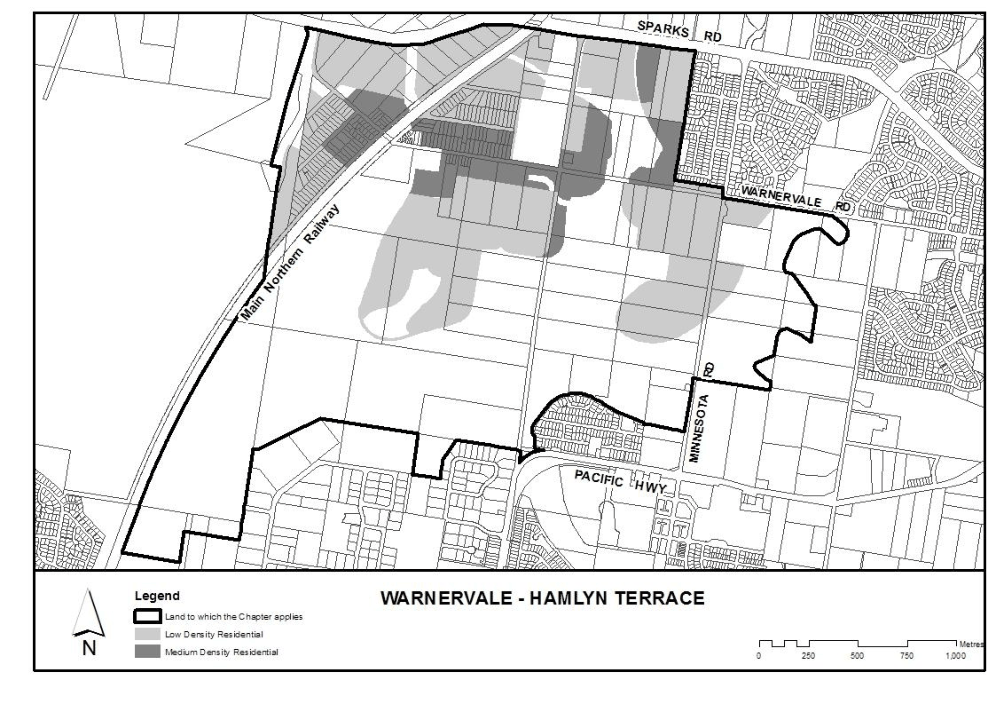 SPARKS RD
WARNERVALE RD
Main Northern Railway
MINNESOTA RD
PACIFIC HWY
N
Legend
Land to which the Chapter applies
Low Density Residential
Medium Density Residential
WARNERVALE - HAMLYN TERRACE
Metres
0 250 500 750 1,000